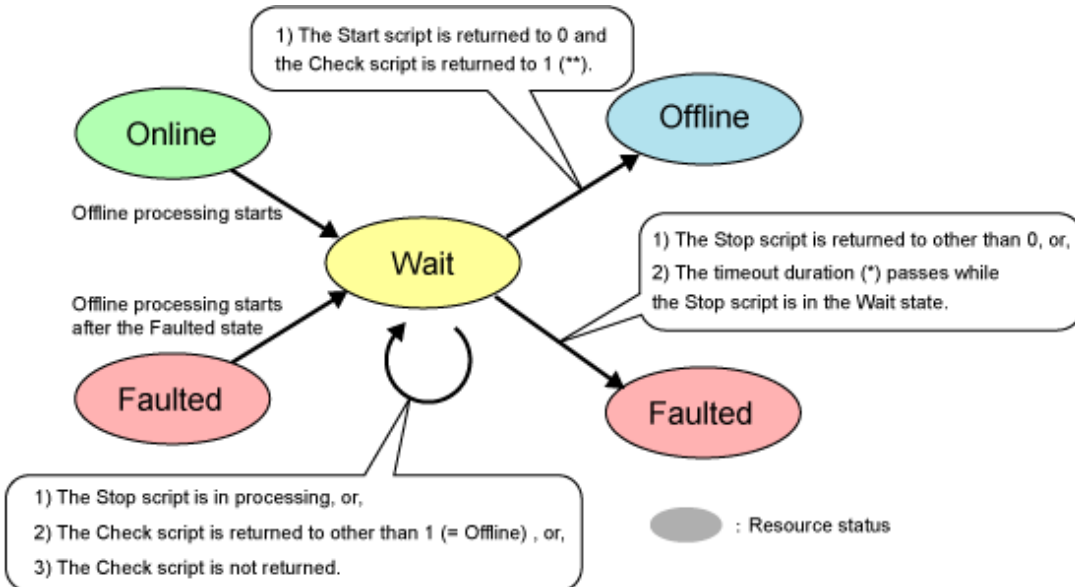 1) The Start script is returned to 0 and
the Check script is returned to 1 (**).
Online
Offline
Offline processing starts
Wait
1) The Stop script is returned to other than 0, or,
2) The timeout duration (*) passes while
the Stop script is in the Wait state.
Offline processing starts
after the Faulted state
Faulted
Faulted
1) The Stop script is in processing, or,
2) The Check script is returned to other than 1 (= Offline) , or,
3) The Check script is not returned.
: Resource status